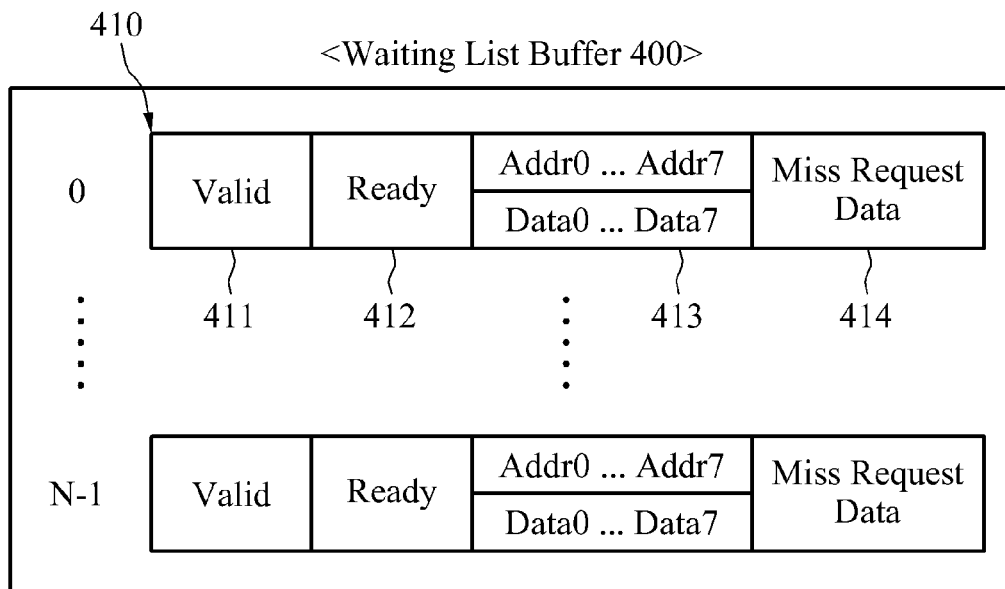 410
<Waiting List Buffer 400>
0
Valid
Ready
Addr0 ... Addr7
Data0 ... Data7
Miss Request
Data
411
412
413
414
N-1
Valid
Ready
Addr0 ... Addr7
Data0 ... Data7
Miss Request
Data